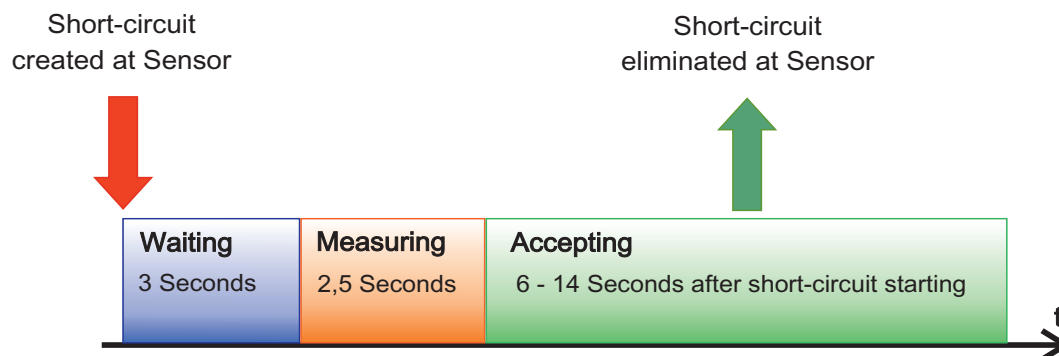 Short-circuit
created at Sensor
Short-circuit
eliminated at Sensor
Waiting
3 Seconds
Measuring
2,5 Seconds
Accepting
6 - 14 Seconds after short-circuit starting
t